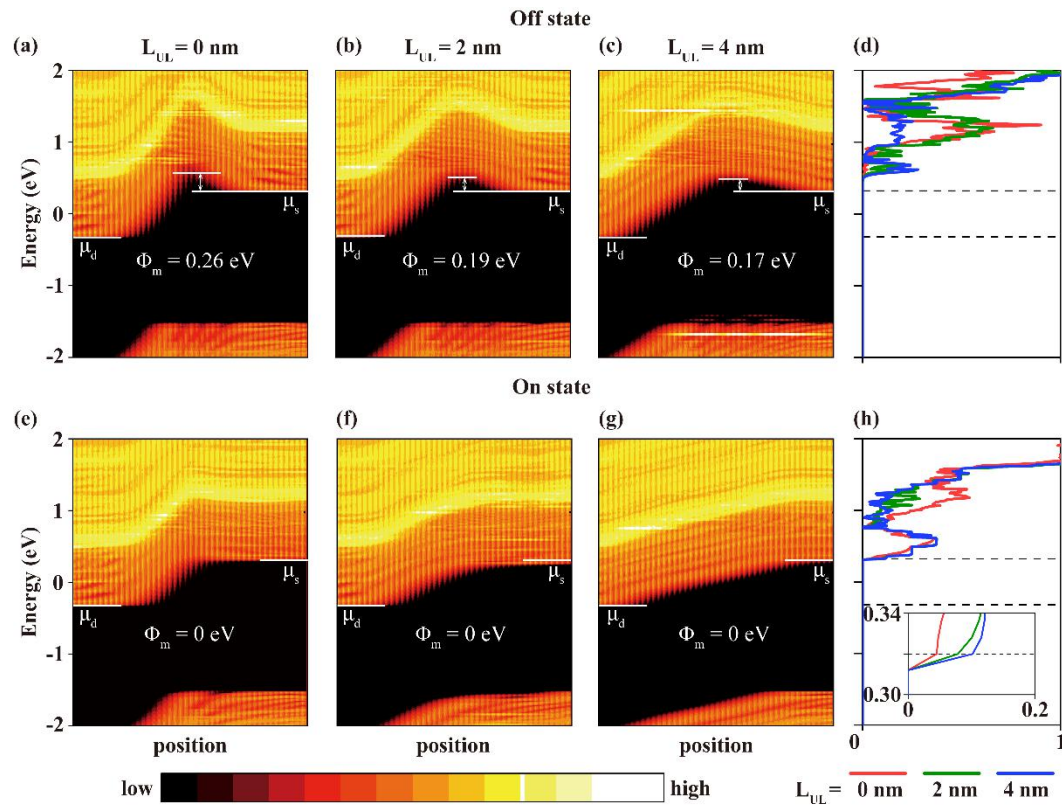 Off state
(a) L_UL = 0 nm (b) L_UL = 2 nm (c) L_UL = 4 nm (d)
Energy (eV)
2
1
0
-1
-2
μ_d
μ_s
Φ_m = 0.26 eV
μ_d
μ_s
Φ_m = 0.19 eV
μ_d
μ_s
Φ_m = 0.17 eV
On state
(e) (f) (g) (h)
Energy (eV)
2
1
0
-1
-2
μ_d
μ_s
Φ_m = 0 eV
μ_d
μ_s
Φ_m = 0 eV
μ_d
μ_s
Φ_m = 0 eV
0.34
0.30
0 0.2
position position position 0 1
low high
L_UL = 0 nm 2 nm 4 nm